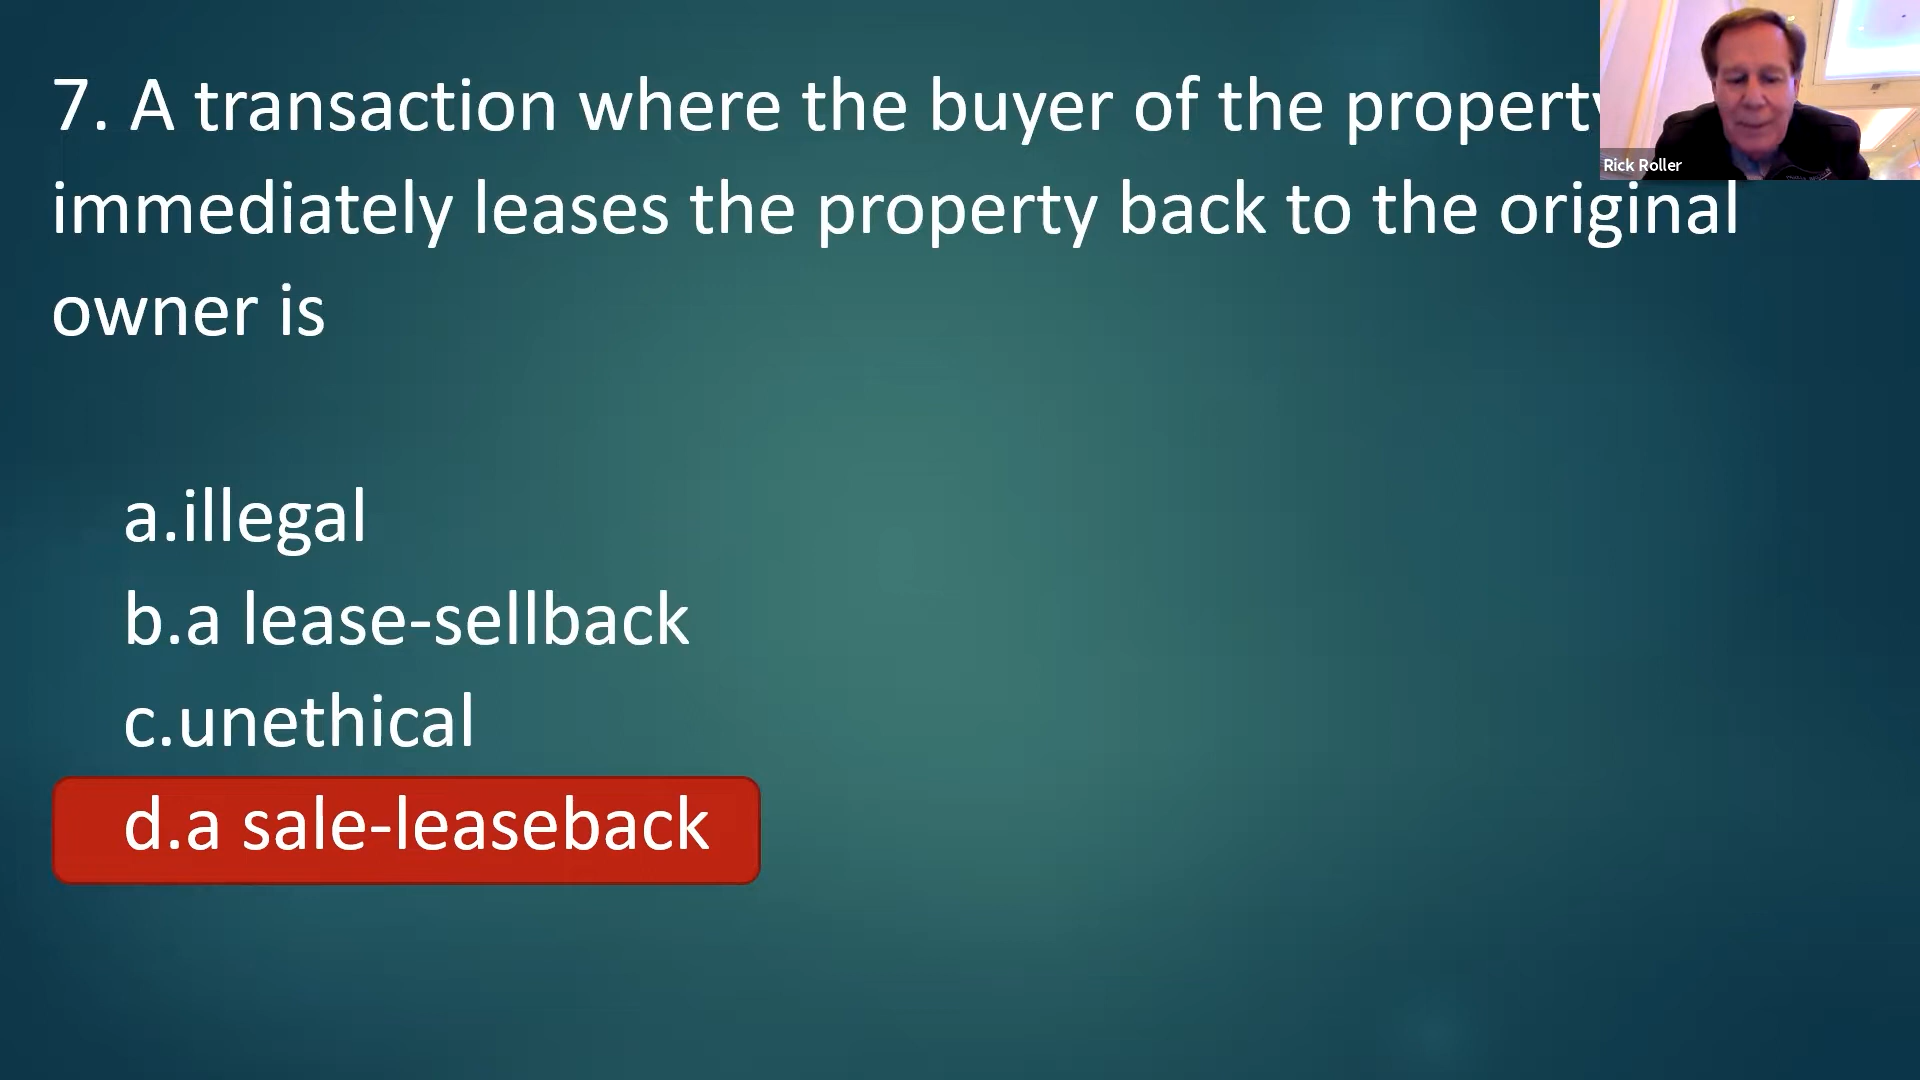 7. A transaction where the buyer of the property
Rick Roller
immediately leases the property back to the original
owner is
a.illegal
b.a lease-sellback
c.unethical
d.a sale-leaseback